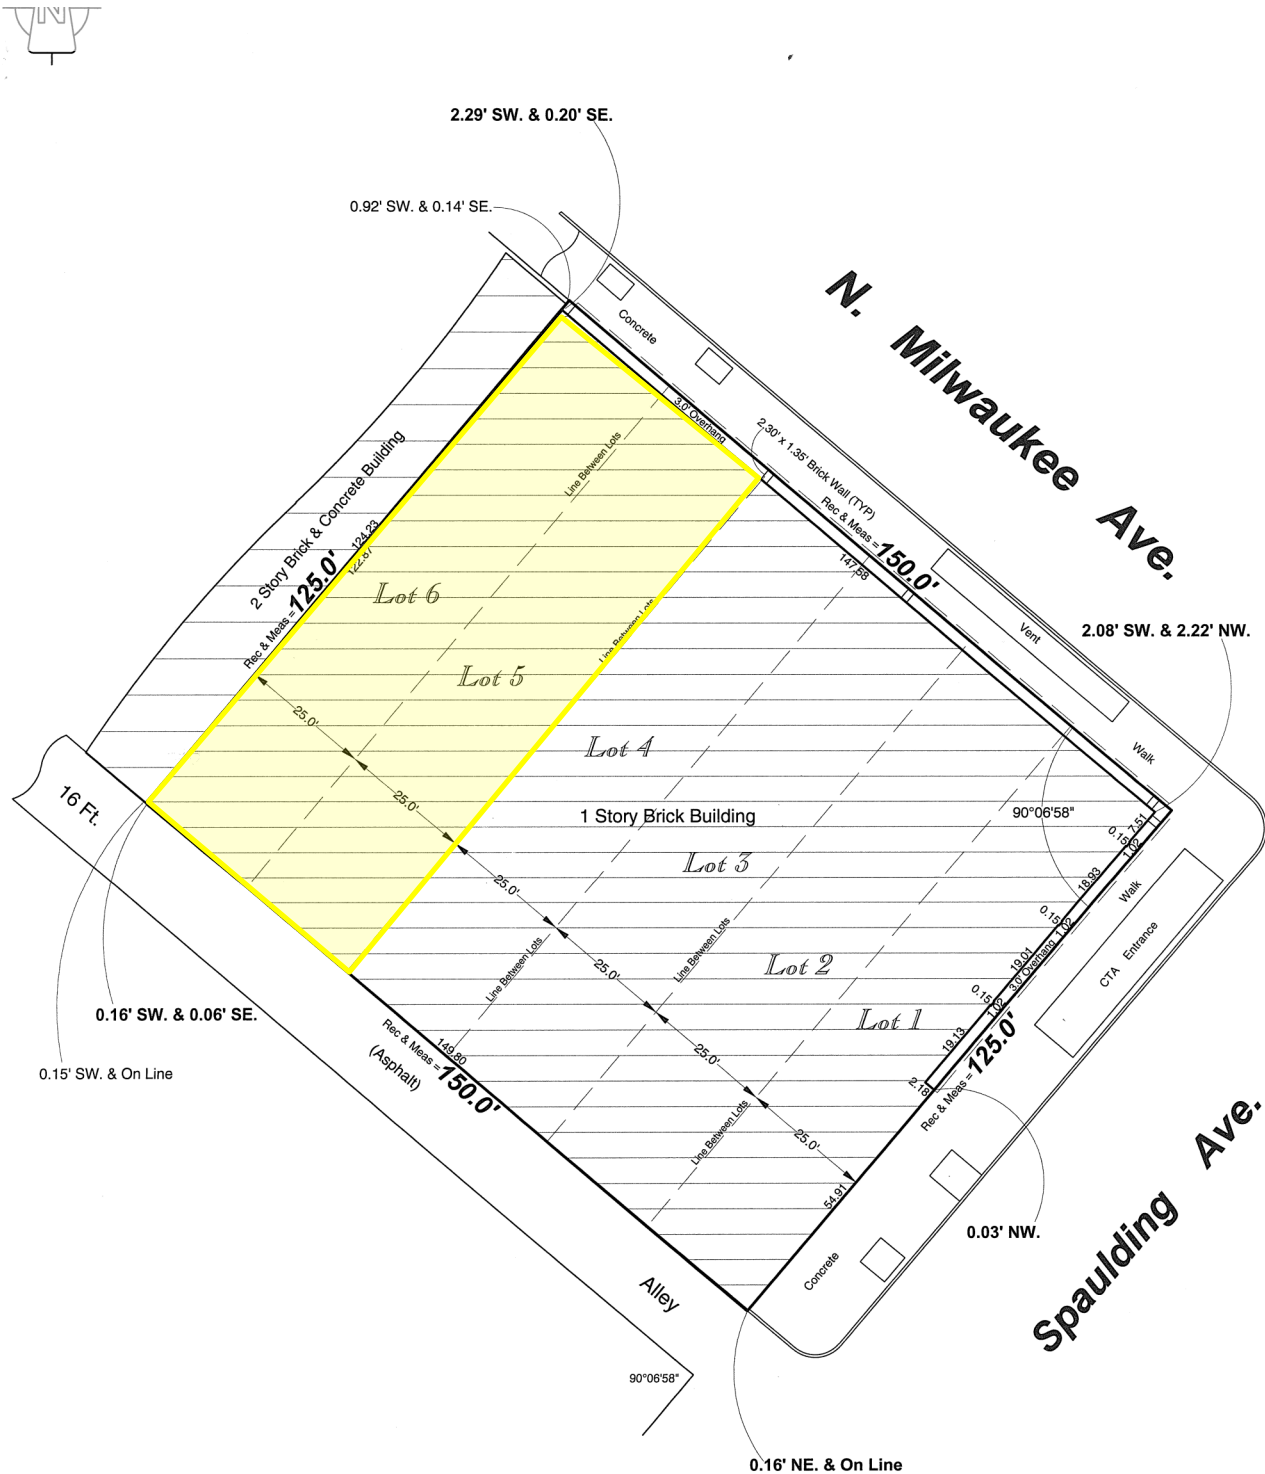 N
2.29' SW. & 0.20' SE.
0.92' SW. & 0.14' SE.
N. Milwaukee Ave.
Concrete
3.0' Overhang
2.30' x 1.35' Brick Wall (TYP)
Rec & Meas = 150.0'
Line Between Lots
2 Story Brick & Concrete Building
124.23
122.87
Rec & Meas = 125.0'
147.58
Vent
2.08' SW. & 2.22' NW.
Lot 6
Line Between Lots
Lot 5
25.0'
Lot 4
Walk
25.0'
16 Ft.
1 Story Brick Building
90°06'58"
7.51
0.15
1.02
Lot 3
25.0'
18.93
Walk
0.15
1.02
CTA Entrance
Line Between Lots
Line Between Lots
Lot 2
25.0'
19.01
3.0' Overhang
0.15
1.02
0.16' SW. & 0.06' SE.
Lot 1
19.13
Rec & Meas = 125.0'
2.18
25.0'
0.15' SW. & On Line
149.80
Rec & Meas = 150.0'
(Asphalt)
Line Between Lots
25.0'
54.91
Spaulding Ave.
0.03' NW.
Concrete
Alley
90°06'58"
0.16' NE. & On Line